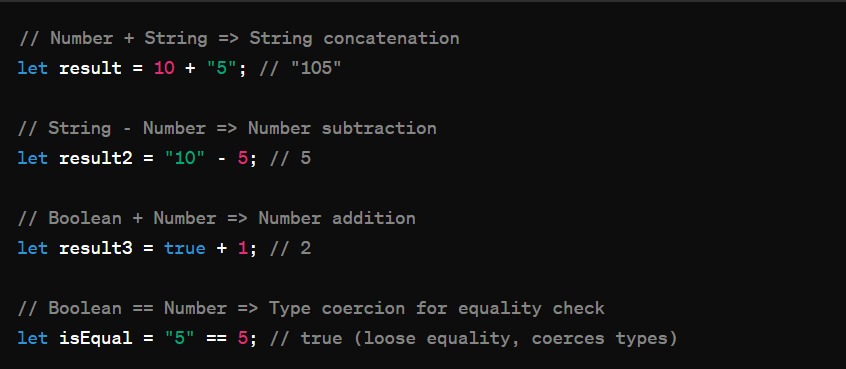 // Number + String => String concatenation
let result = 10 + "5"; // "105"
// String - Number => Number subtraction
let result2 = "10" - 5; // 5
// Boolean + Number => Number addition
let result3 = true + 1; // 2
// Boolean == Number => Type coercion for equality check
let isEqual = "5" == 5; // true (loose equality, coerces types)